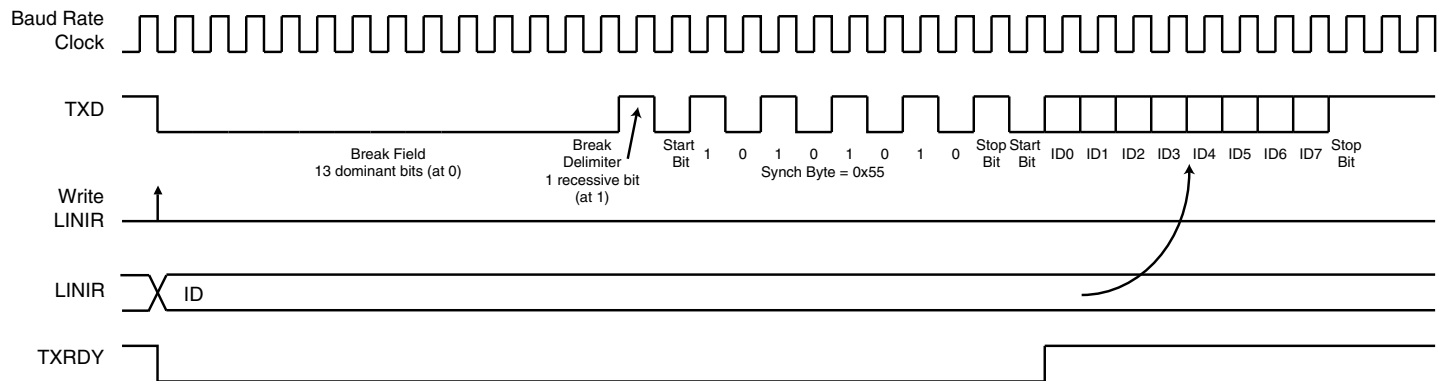 Baud Rate
Clock
TXD
Break Field
13 dominant bits (at 0)
Break
Delimiter
1 recessive bit
(at 1)
Start
Bit
1 0 1 0 1 0 1 0
Synch Byte = 0x55
Stop
Bit
Start
Bit
ID0 ID1 ID2 ID3 ID4 ID5 ID6 ID7
Stop
Bit
Write
LINIR
LINIR
ID
TXRDY